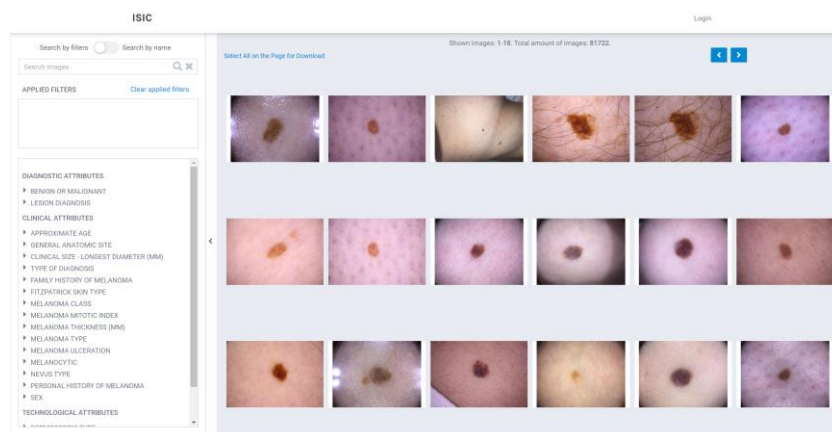 ISIC
Login
Search by filters Search by name
Search images
APPLIED FILTERS Clear applied filters
DIAGNOSTIC ATTRIBUTES
BENIGN OR MALIGNANT
LESION DIAGNOSIS
CLINICAL ATTRIBUTES
APPROXIMATE AGE
GENERAL ANATOMIC SITE
CLINICAL SIZE - LONGEST DIAMETER (MM)
TYPE OF DIAGNOSIS
FAMILY HISTORY OF MELANOMA
FITZPATRICK SKIN TYPE
MELANOMA CLASS
MELANOMA MITOTIC INDEX
MELANOMA THICKNESS (MM)
MELANOMA TYPE
MELANOMA ULCERATION
MELANOCYTIC
NEVUS TYPE
PERSONAL HISTORY OF MELANOMA
SEX
TECHNOLOGICAL ATTRIBUTES
Shown images: 1-18. Total amount of images: 81722.
Select All on the Page for Download